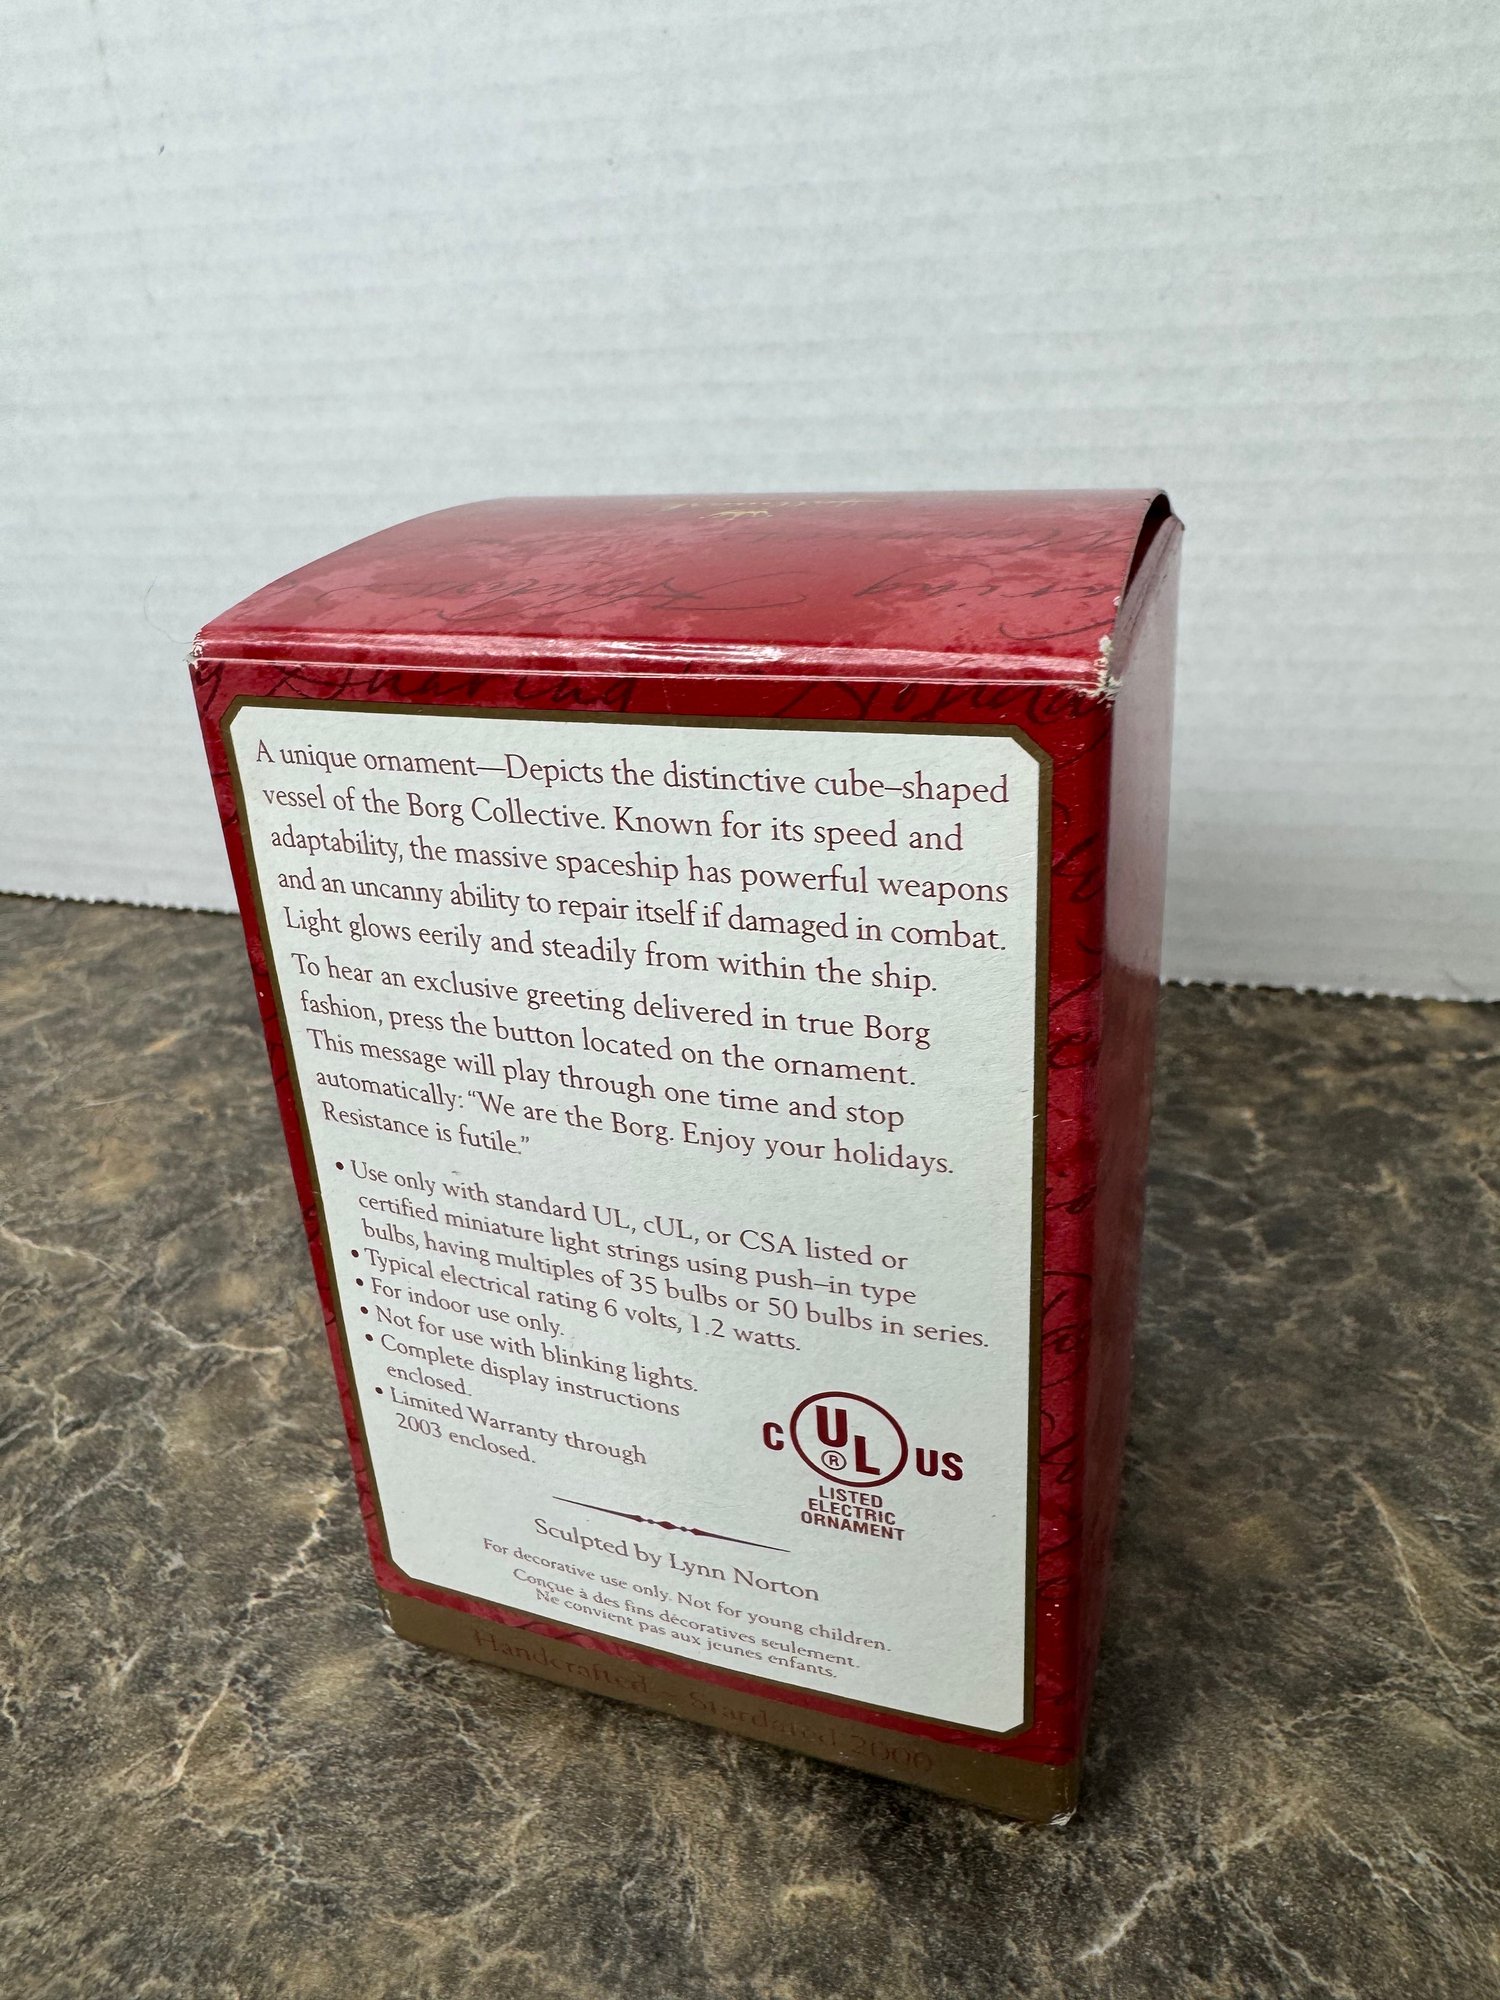 Hallmark
Sharing Holiday
A unique ornament—Depicts the distinctive cube–shaped
vessel of the Borg Collective. Known for its speed and
adaptability, the massive spaceship has powerful weapons
and an uncanny ability to repair itself if damaged in combat.
Light glows eerily and steadily from within the ship.
To hear an exclusive greeting delivered in true Borg
fashion, press the button located on the ornament.
This message will play through one time and stop
automatically: “We are the Borg. Enjoy your holidays.
Resistance is futile.”
• Use only with standard UL, cUL, or CSA listed or
certified miniature light strings using push–in type
bulbs, having multiples of 35 bulbs or 50 bulbs in series.
• Typical electrical rating 6 volts, 1.2 watts.
• For indoor use only.
• Not for use with blinking lights.
• Complete display instructions
enclosed.
• Limited Warranty through
2003 enclosed.
C UL ® US
LISTED
ELECTRIC
ORNAMENT
Sculpted by Lynn Norton
For decorative use only. Not for young children.
Conçue à des fins décoratives seulement.
Ne convient pas aux jeunes enfants.
Handcrafted ~ Stardated 2000